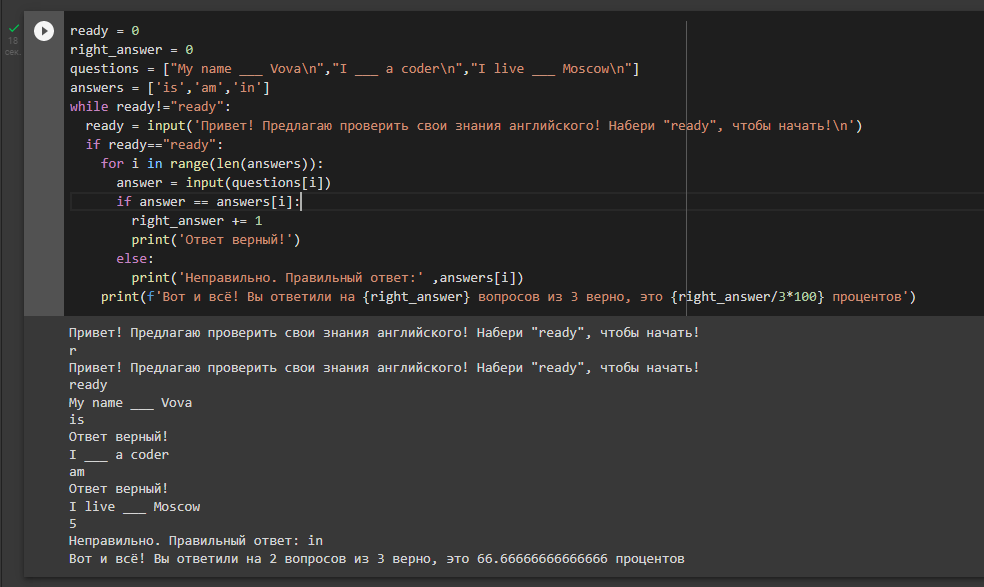 18
сек.
ready = 0
right_answer = 0
questions = ["My name ___ Vova\n","I ___ a coder\n","I live ___ Moscow\n"]
answers = ['is','am','in']
while ready!="ready":
  ready = input('Привет! Предлагаю проверить свои знания английского! Набери "ready", чтобы начать!\n')
  if ready=="ready":
    for i in range(len(answers)):
      answer = input(questions[i])
      if answer == answers[i]:
        right_answer += 1
        print('Ответ верный!')
      else:
        print('Неправильно. Правильный ответ:' ,answers[i])
    print(f'Вот и всё! Вы ответили на {right_answer} вопросов из 3 верно, это {right_answer/3*100} процентов')
Привет! Предлагаю проверить свои знания английского! Набери "ready", чтобы начать!
r
Привет! Предлагаю проверить свои знания английского! Набери "ready", чтобы начать!
ready
My name ___ Vova
is
Ответ верный!
I ___ a coder
am
Ответ верный!
I live ___ Moscow
5
Неправильно. Правильный ответ: in
Вот и всё! Вы ответили на 2 вопросов из 3 верно, это 66.66666666666666 процентов